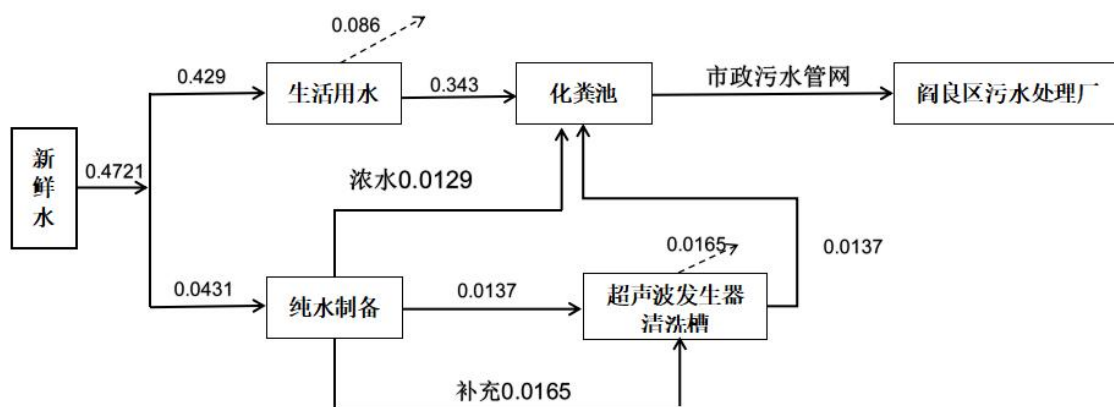 0.086
0.429
生活用水
0.343
化粪池
市政污水管网
阎良区污水处理厂
新
鲜
水
0.4721
浓水0.0129
0.0165
0.0137
0.0431
纯水制备
0.0137
超声波发生器
清洗槽
补充0.0165